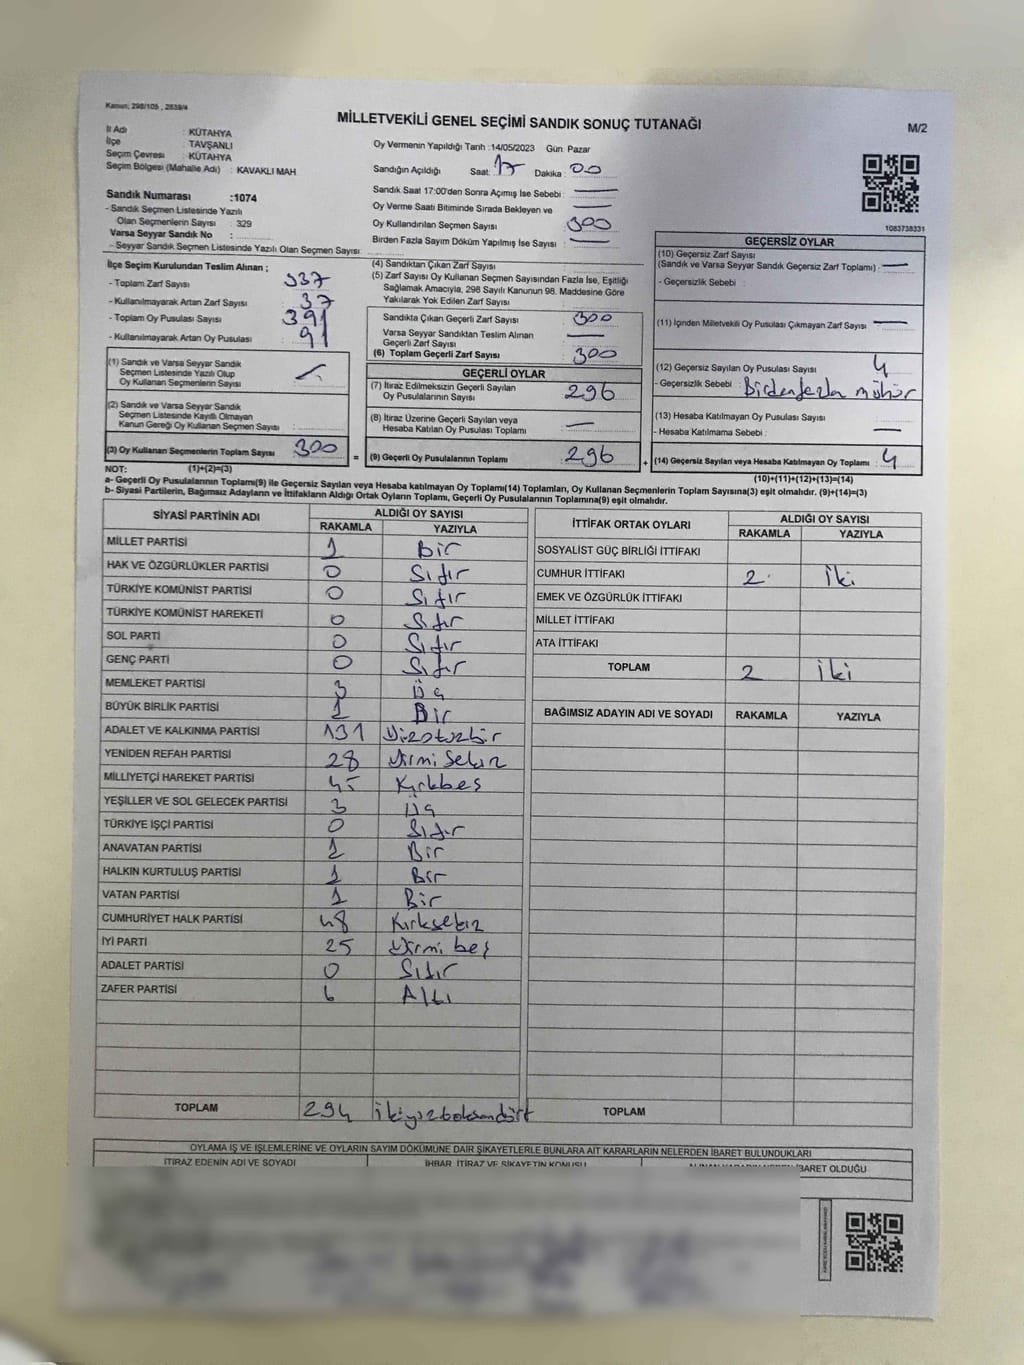 Kanun; 298/105 , 2839/4
MİLLETVEKİLİ GENEL SEÇİMİ SANDIK SONUÇ TUTANAĞI
M/2
İl Adı : KÜTAHYA
İlçe : TAVŞANLI
Seçim Çevresi : KÜTAHYA
Seçim Bölgesi (Mahalle Adı) : KAVAKLI MAH
Sandık Numarası :1074
- Sandık Seçmen Listesinde Yazılı
Olan Seçmenlerin Sayısı : 329
Varsa Seyyar Sandık No :
- Seyyar Sandık Seçmen Listesinde Yazılı Olan Seçmen Sayısı:
Oy Vermenin Yapıldığı Tarih :14/05/2023 Gün: Pazar
Sandığın Açıldığı Saat: 17 Dakika : 00
Sandık Saat 17:00'den Sonra Açımış İse Sebebi :
Oy Verme Saati Bitiminde Sırada Bekleyen ve
Oy Kullandırılan Seçmen Sayısı : 300
Birden Fazla Sayım Döküm Yapılmış İse Sayısı :
1083738331
İlçe Seçim Kurulundan Teslim Alınan ;
- Toplam Zarf Sayısı : 337
- Kullanılmayarak Artan Zarf Sayısı : 37
- Toplam Oy Pusulası Sayısı : 391
- Kullanılmayarak Artan Oy Pusulası : 91
(1) Sandık ve Varsa Seyyar Sandık
Seçmen Listesinde Yazılı Olup
Oy Kullanan Seçmenlerin Sayısı :
(2) Sandık ve Varsa Seyyar Sandık
Seçmen Listesinde Kayıtlı Olmayan
Kanun Gereği Oy Kullanan Seçmen Sayısı :
(3) Oy Kullanan Seçmenlerin Toplam Sayısı : 300
(4) Sandıktan Çıkan Zarf Sayısı :
(5) Zarf Sayısı Oy Kullanan Seçmen Sayısından Fazla İse, Eşitliği
Sağlamak Amacıyla, 298 Sayılı Kanunun 98. Maddesine Göre
Yakılarak Yok Edilen Zarf Sayısı :
Sandıkta Çıkan Geçerli Zarf Sayısı : 300
Varsa Seyyar Sandıktan Teslim Alınan
Geçerli Zarf Sayısı :
(6) Toplam Geçerli Zarf Sayısı : 300
GEÇERLİ OYLAR
(7) İtiraz Edilmeksizin Geçerli Sayılan
Oy Pusulalarının Sayısı : 296
(8) İtiraz Üzerine Geçerli Sayılan veya
Hesaba Katılan Oy Pusulası Toplamı :
= (9) Geçerli Oy Pusulalarının Toplamı : 296
GEÇERSİZ OYLAR
(10) Geçersiz Zarf Sayısı
(Sandık ve Varsa Seyyar Sandık Geçersiz Zarf Toplamı) :
- Geçersizlik Sebebi :
(11) İçinden Milletvekili Oy Pusulası Çıkmayan Zarf Sayısı :
(12) Geçersiz Sayılan Oy Pusulası Sayısı : 4
- Geçersizlik Sebebi : Birden fazla mühür
(13) Hesaba Katılmayan Oy Pusulası Sayısı :
- Hesaba Katılmama Sebebi :
+ (14) Geçersiz Sayılan veya Hesaba Katılmayan Oy Toplamı : 4
NOT: (1)+(2)=(3) (10)+(11)+(12)+(13)=(14)
a- Geçerli Oy Pusulalarının Toplamı(9) ile Geçersiz Sayılan veya Hesaba katılmayan Oy Toplamı(14) Toplamları, Oy Kullanan Seçmenlerin Toplam Sayısına(3) eşit olmalıdır. (9)+(14)=(3)
b- Siyasi Partilerin, Bağımsız Adayların ve İttifakların Aldığı Ortak Oyların Toplamı, Geçerli Oy Pusulalarının Toplamına(9) eşit olmalıdır.
SİYASİ PARTİNİN ADI ALDIĞI OY SAYISI
RAKAMLA YAZIYLA
MİLLET PARTİSİ 1 Bir
HAK VE ÖZGÜRLÜKLER PARTİSİ 0 Sıfır
TÜRKİYE KOMÜNİST PARTİSİ 0 Sıfır
TÜRKİYE KOMÜNİST HAREKETİ 0 Sıfır
SOL PARTİ 0 Sıfır
GENÇ PARTİ 0 Sıfır
MEMLEKET PARTİSİ 3 Üç
BÜYÜK BİRLİK PARTİSİ 1 Bir
ADALET VE KALKINMA PARTİSİ 131 Yüzotuzbir
YENİDEN REFAH PARTİSİ 28 Yirmi Sekiz
MİLLİYETÇİ HAREKET PARTİSİ 45 Kırkbeş
YEŞİLLER VE SOL GELECEK PARTİSİ 3 Üç
TÜRKİYE İŞÇİ PARTİSİ 0 Sıfır
ANAVATAN PARTİSİ 1 Bir
HALKIN KURTULUŞ PARTİSİ 1 Bir
VATAN PARTİSİ 1 Bir
CUMHURİYET HALK PARTİSİ 48 Kırksekiz
İYİ PARTİ 25 Yirmi beş
ADALET PARTİSİ 0 Sıfır
ZAFER PARTİSİ 6 Altı
TOPLAM 294 ikiyüzdoksandört
İTTİFAK ORTAK OYLARI ALDIĞI OY SAYISI
RAKAMLA YAZIYLA
SOSYALİST GÜÇ BİRLİĞİ İTTİFAKI
CUMHUR İTTİFAKI 2 İki
EMEK VE ÖZGÜRLÜK İTTİFAKI
MİLLET İTTİFAKI
ATA İTTİFAKI
TOPLAM 2 İki
BAĞIMSIZ ADAYIN ADI VE SOYADI RAKAMLA YAZIYLA
TOPLAM
OYLAMA İŞ VE İŞLEMLERİNE VE OYLARIN SAYIM DÖKÜMÜNE DAİR ŞİKAYETLERLE BUNLARA AİT KARARLARIN NELERDEN İBARET BULUNDUKLARI
İTİRAZ EDENİN ADI VE SOYADI İHBAR, İTİRAZ VE ŞİKAYETİN KONUSU İBARET OLDUĞU